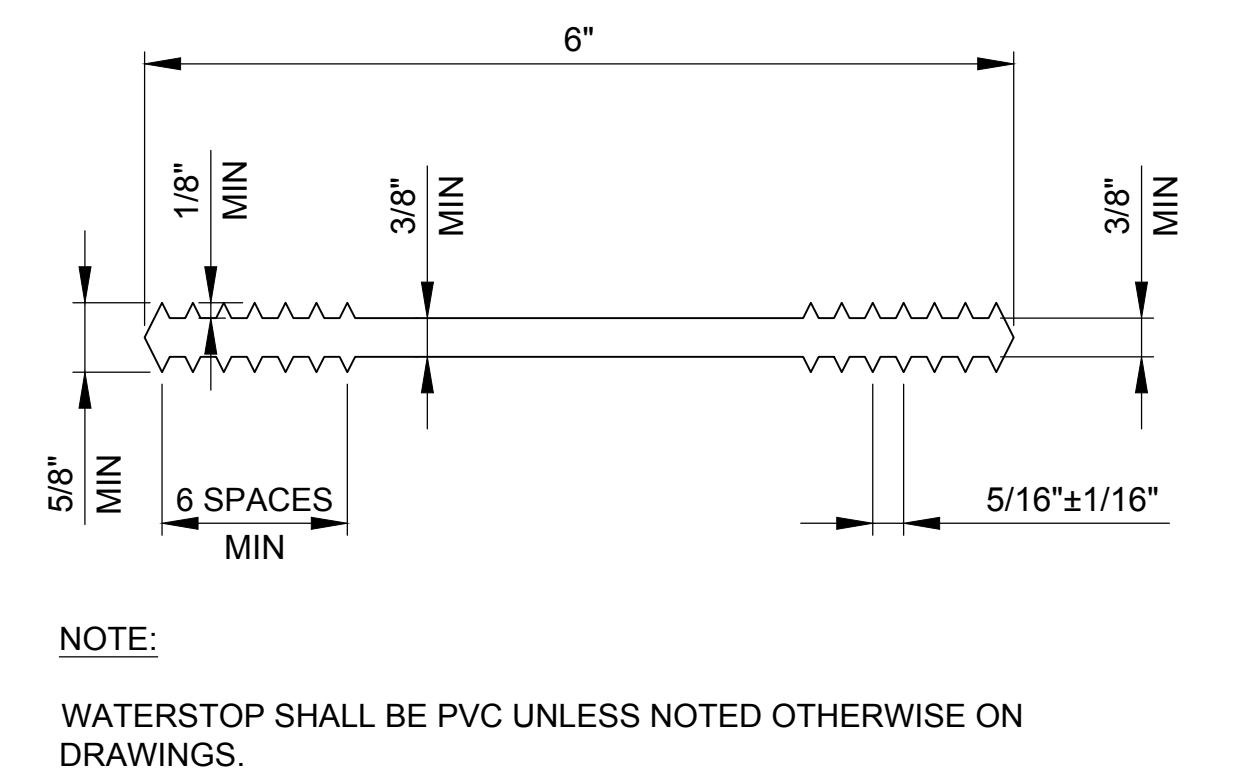 6"
1/8"
MIN
3/8"
MIN
3/8"
MIN
5/8"
MIN
6 SPACES
MIN
5/16"±1/16"
NOTE:
WATERSTOP SHALL BE PVC UNLESS NOTED OTHERWISE ON
DRAWINGS.